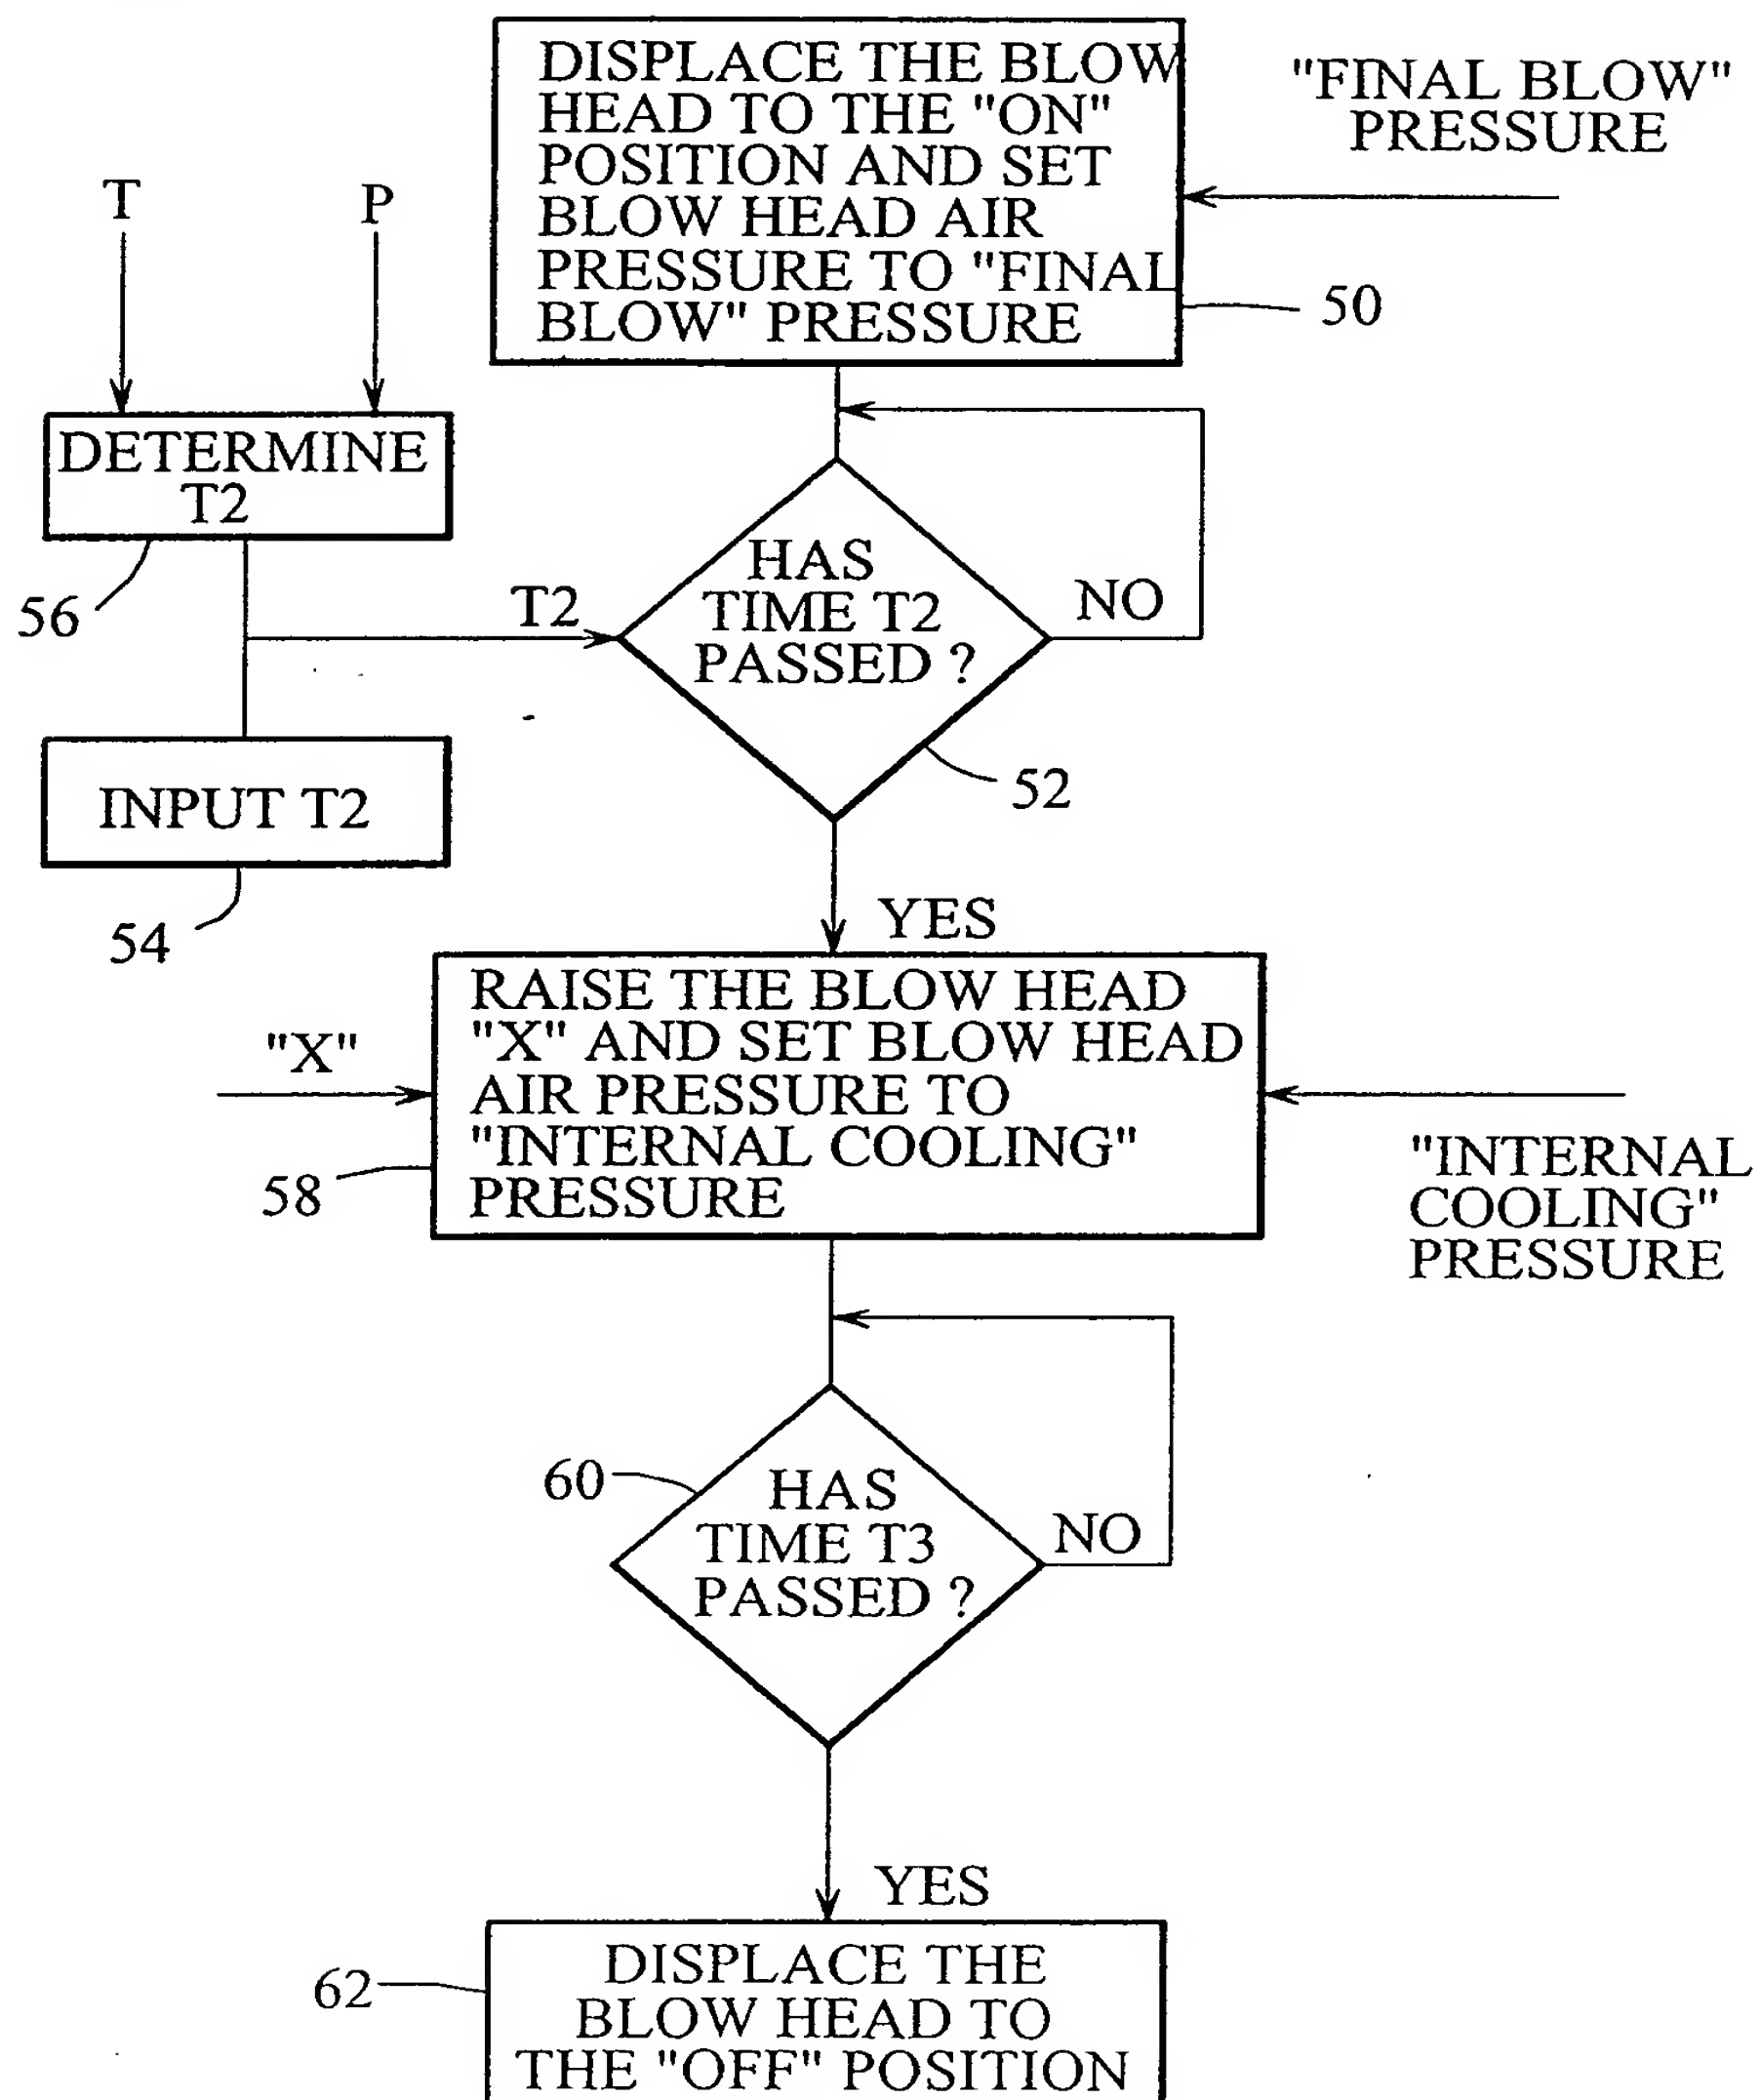 DISPLACE THE BLOW
HEAD TO THE "ON"
POSITION AND SET
BLOW HEAD AIR
PRESSURE TO "FINAL
BLOW" PRESSURE
"FINAL BLOW"
PRESSURE
50
T
P
DETERMINE
T2
56
T2
HAS
TIME T2
PASSED ?
NO
52
INPUT T2
54
YES
"X"
RAISE THE BLOW HEAD
"X" AND SET BLOW HEAD
AIR PRESSURE TO
"INTERNAL COOLING"
PRESSURE
58
"INTERNAL
COOLING"
PRESSURE
60
HAS
TIME T3
PASSED ?
NO
YES
62
DISPLACE THE
BLOW HEAD TO
THE "OFF" POSITION